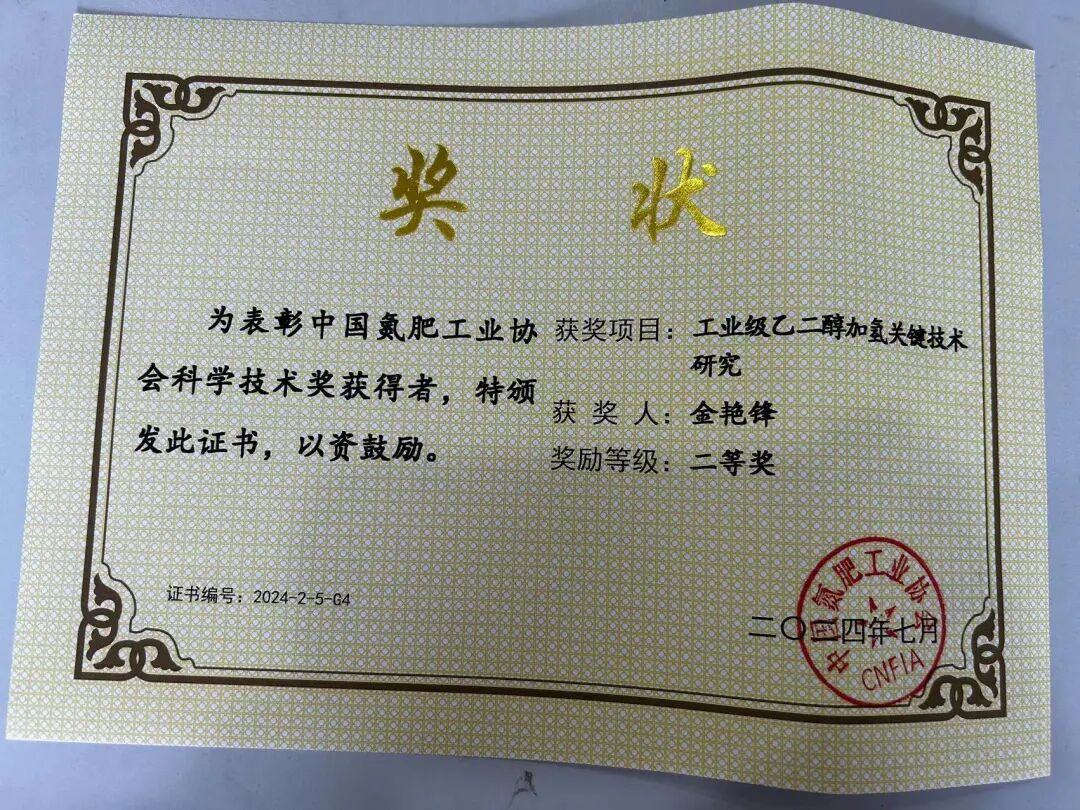 奖 状
为表彰中国氮肥工业协
会科学技术奖获得者，特颁
发此证书，以资鼓励。
获奖项目：工业级乙二醇加氢关键技术
研究
获 奖 人：金艳锋
奖励等级：二等奖
证书编号：2024-2-5-G4
二〇二四年七月
中国氮肥工业协会
CNFIA